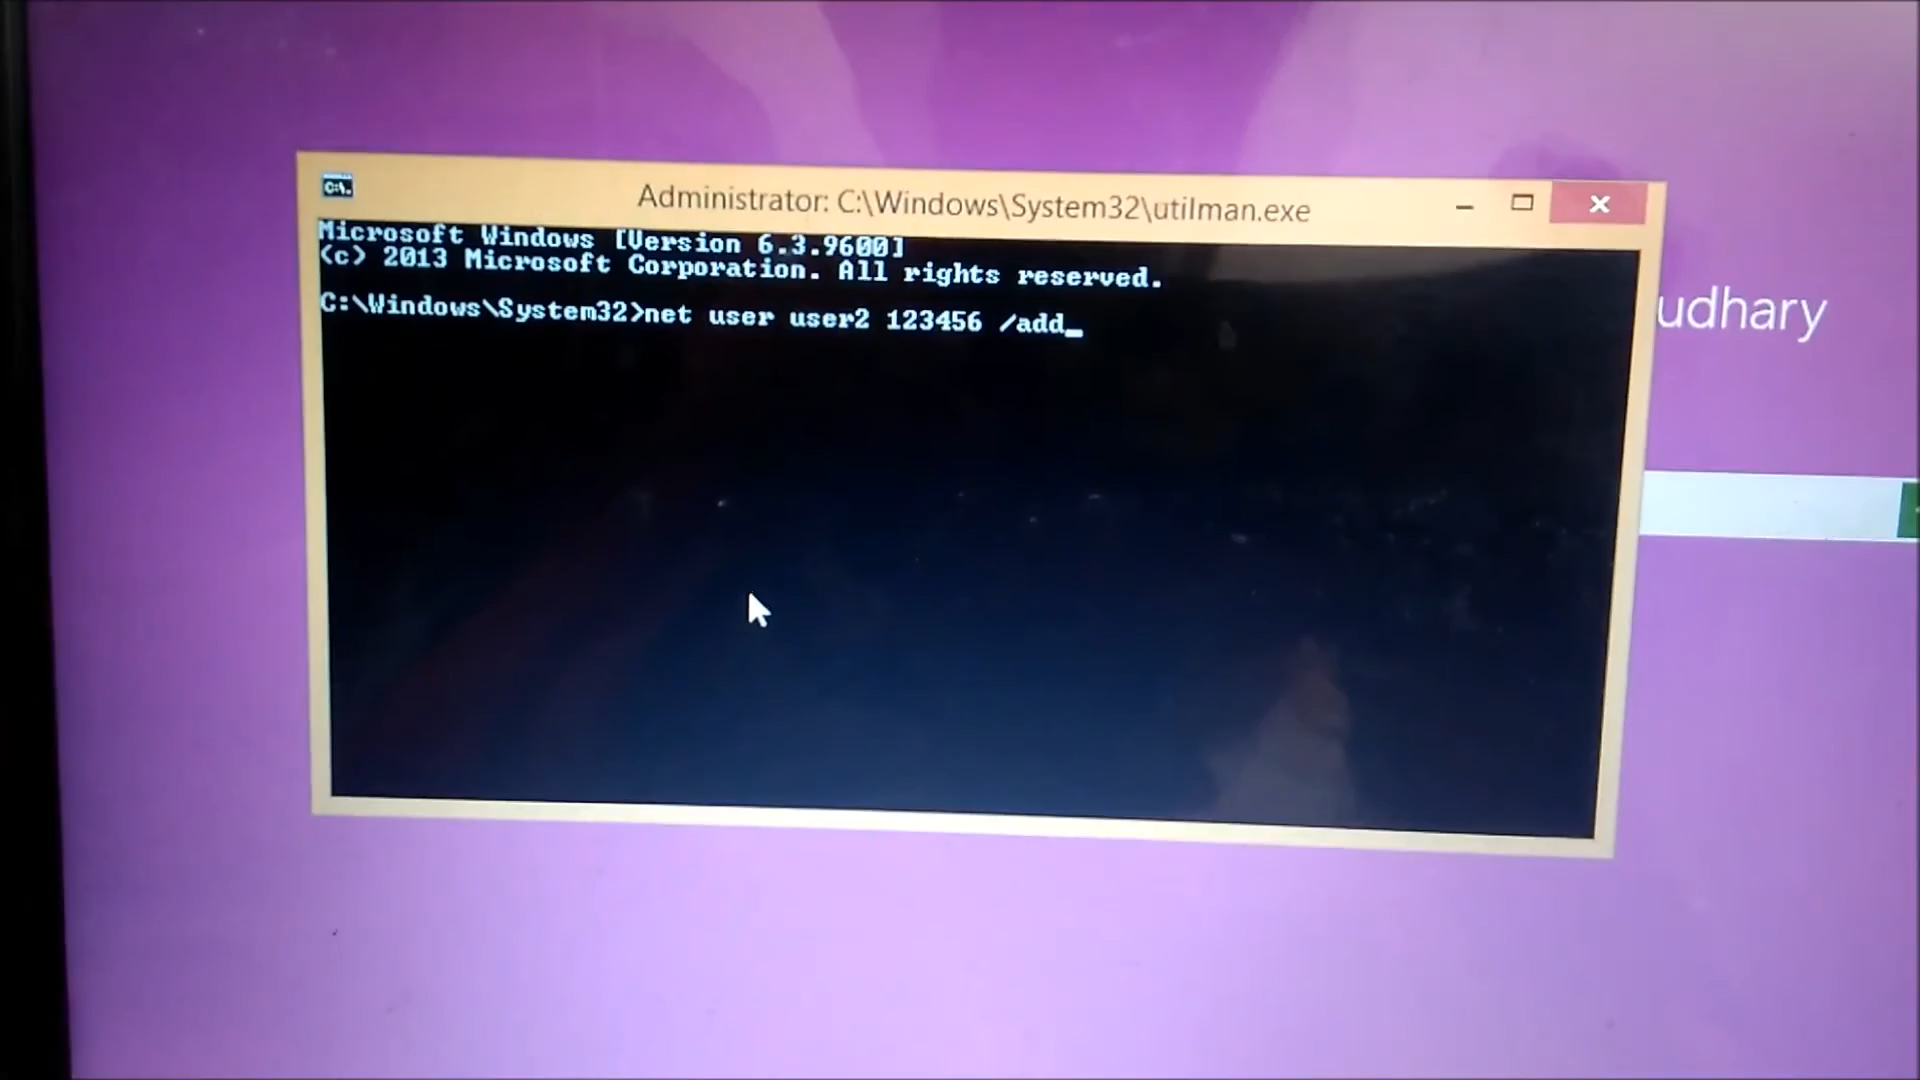 C:\.
Administrator: C:\Windows\System32\utilman.exe
Microsoft Windows [Version 6.3.9600]
(c) 2013 Microsoft Corporation. All rights reserved.
C:\Windows\System32>net user user2 123456 /add_
udhary